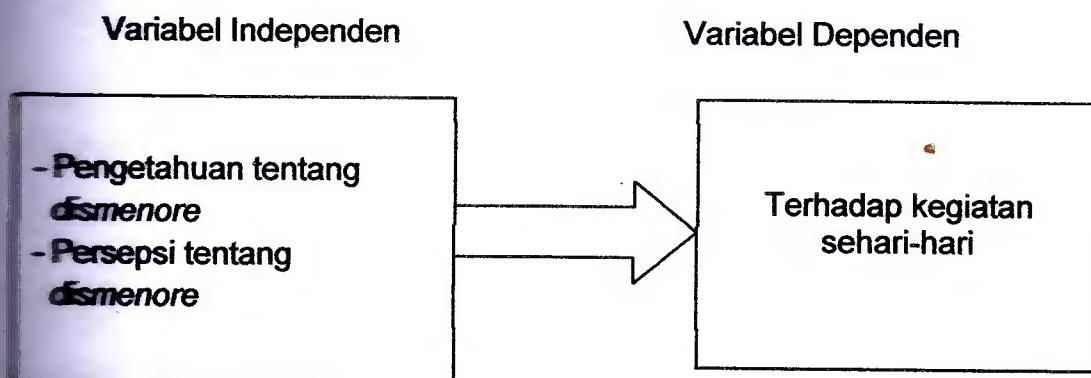 Variabel Independen
Variabel Dependen
- Pengetahuan tentang
dismenore
- Persepsi tentang
dismenore
Terhadap kegiatan
sehari-hari